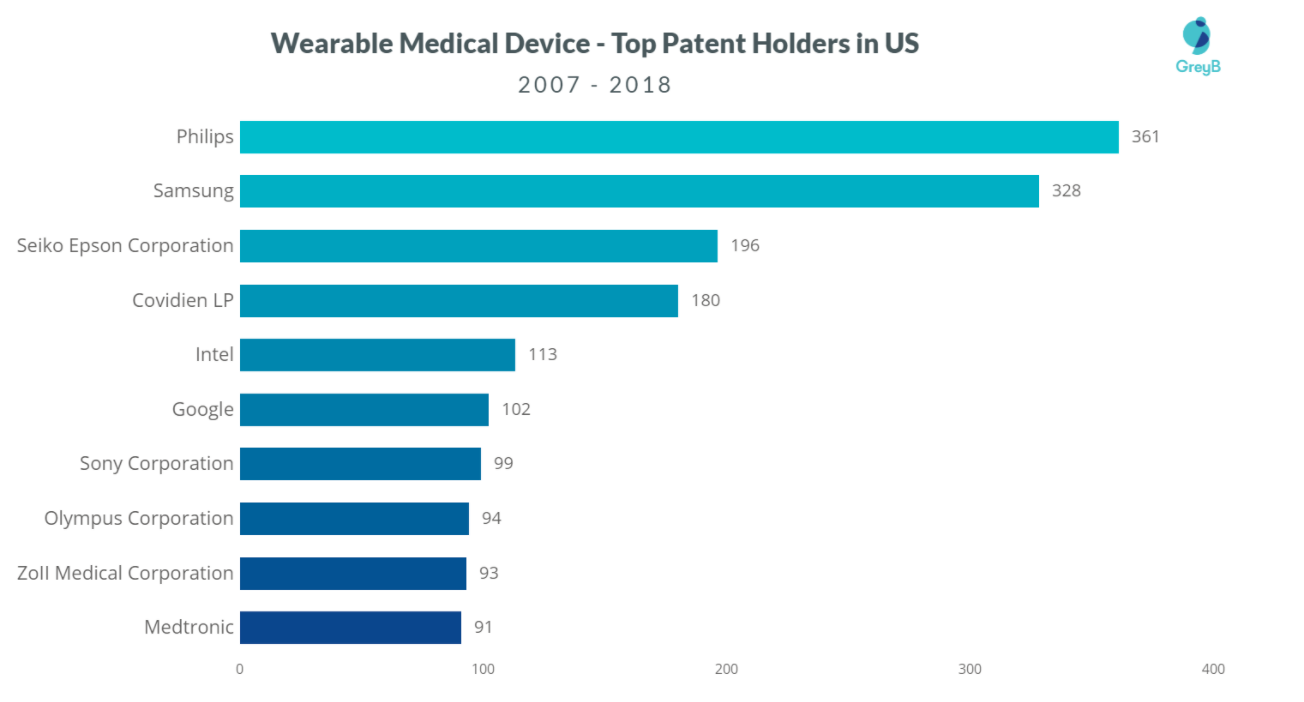 Wearable Medical Device - Top Patent Holders in US
2007 - 2018
GreyB
Philips 361
Samsung 328
Seiko Epson Corporation 196
Covidien LP 180
Intel 113
Google 102
Sony Corporation 99
Olympus Corporation 94
Zoll Medical Corporation 93
Medtronic 91
0 100 200 300 400